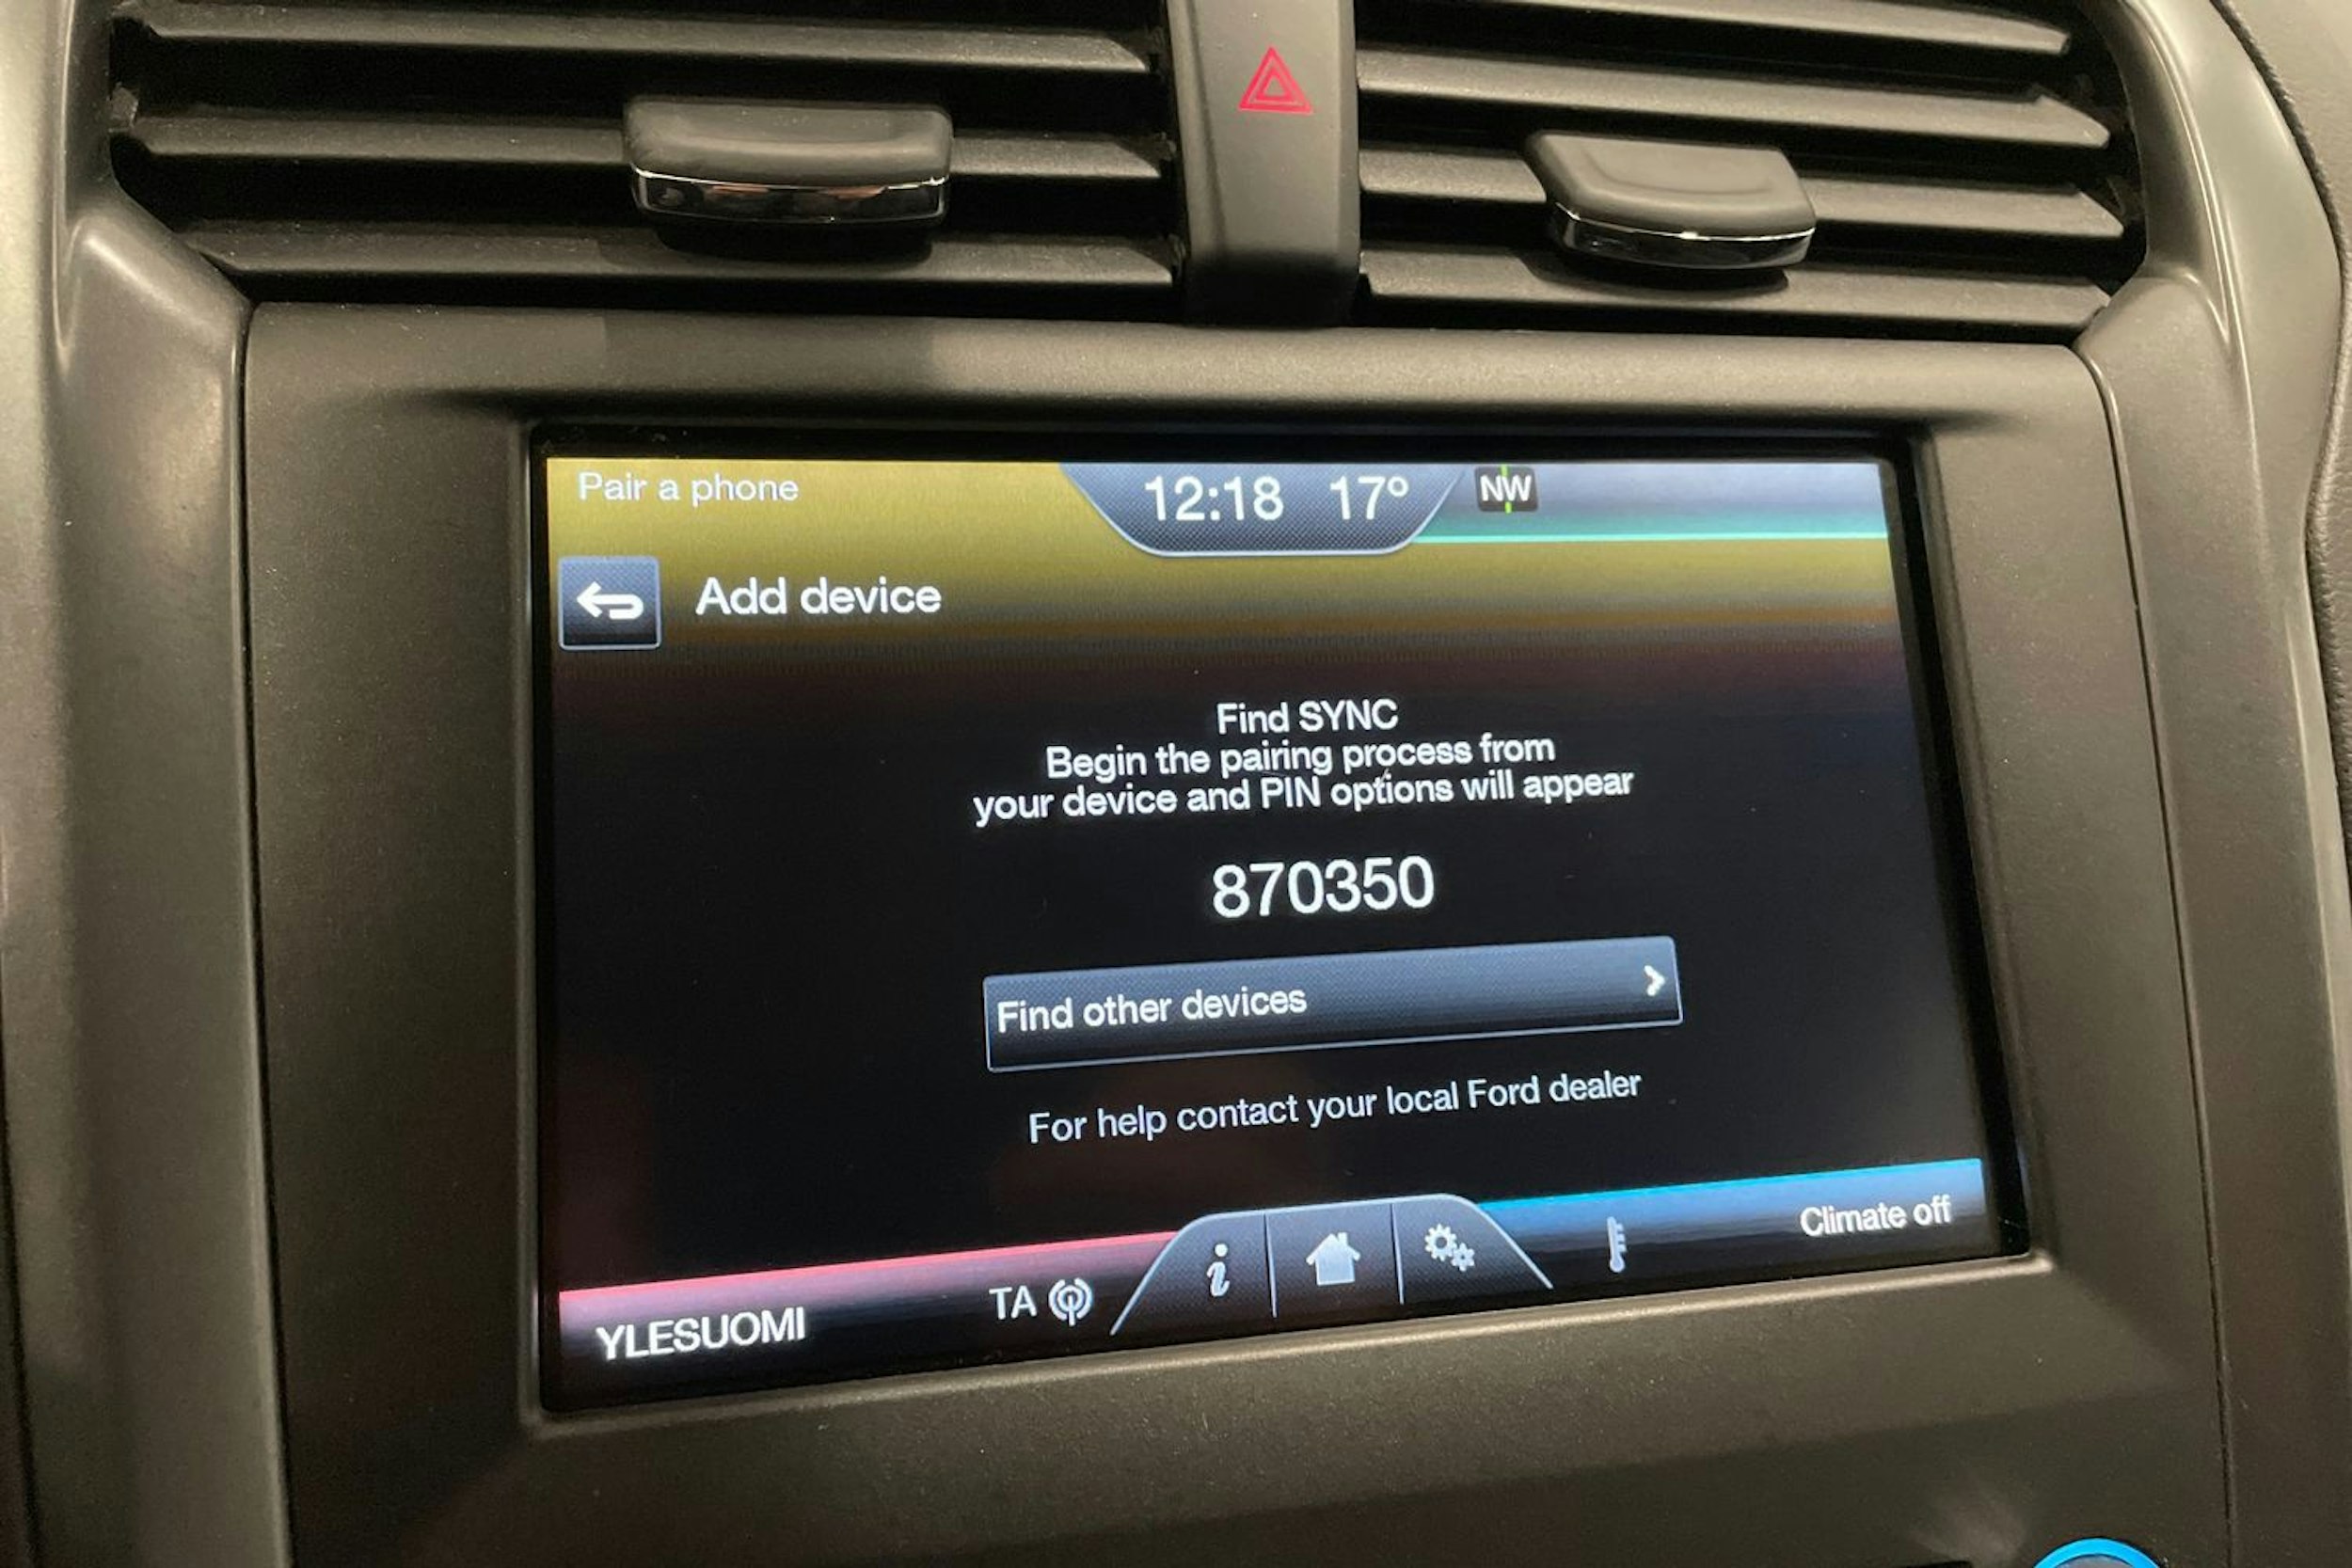 Pair a phone
12:18 17° NW
Add device
Find SYNC
Begin the pairing process from
your device and PIN options will appear
870350
Find other devices
For help contact your local Ford dealer
YLESUOMI TA i Climate off